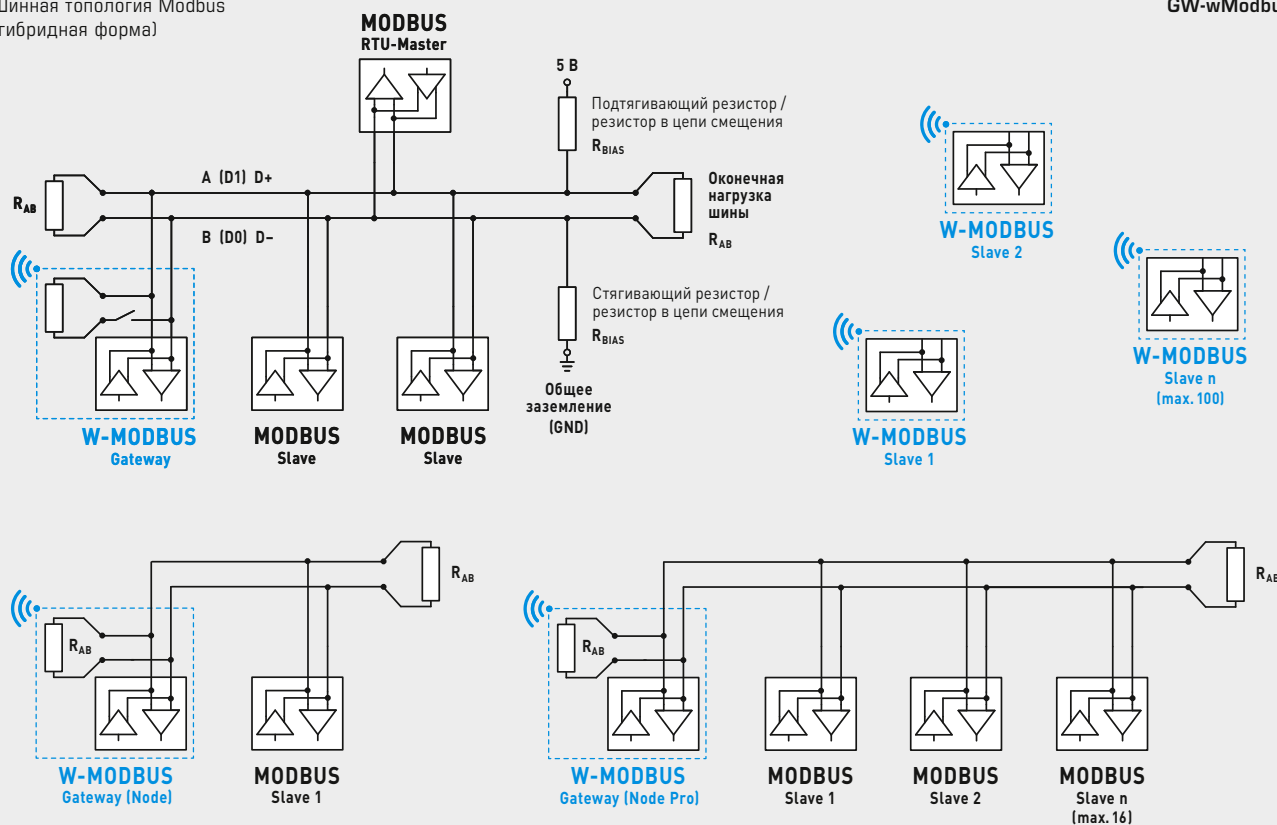 Шинная топология Modbus
(гибридная форма)
GW-wModbus
MODBUS
RTU-Master
5 В
Подтягивающий резистор /
резистор в цепи смещения
RBIAS
A (D1) D+
RAB
B (D0) D−
Оконечная
нагрузка
шины
RAB
Стягивающий резистор /
резистор в цепи смещения
RBIAS
Общее
заземление
(GND)
W-MODBUS
Gateway
MODBUS
Slave
MODBUS
Slave
W-MODBUS
Slave 2
W-MODBUS
Slave n
(max. 100)
W-MODBUS
Slave 1
RAB
RAB
W-MODBUS
Gateway (Node)
MODBUS
Slave 1
RAB
RAB
W-MODBUS
Gateway (Node Pro)
MODBUS
Slave 1
MODBUS
Slave 2
MODBUS
Slave n
(max. 16)